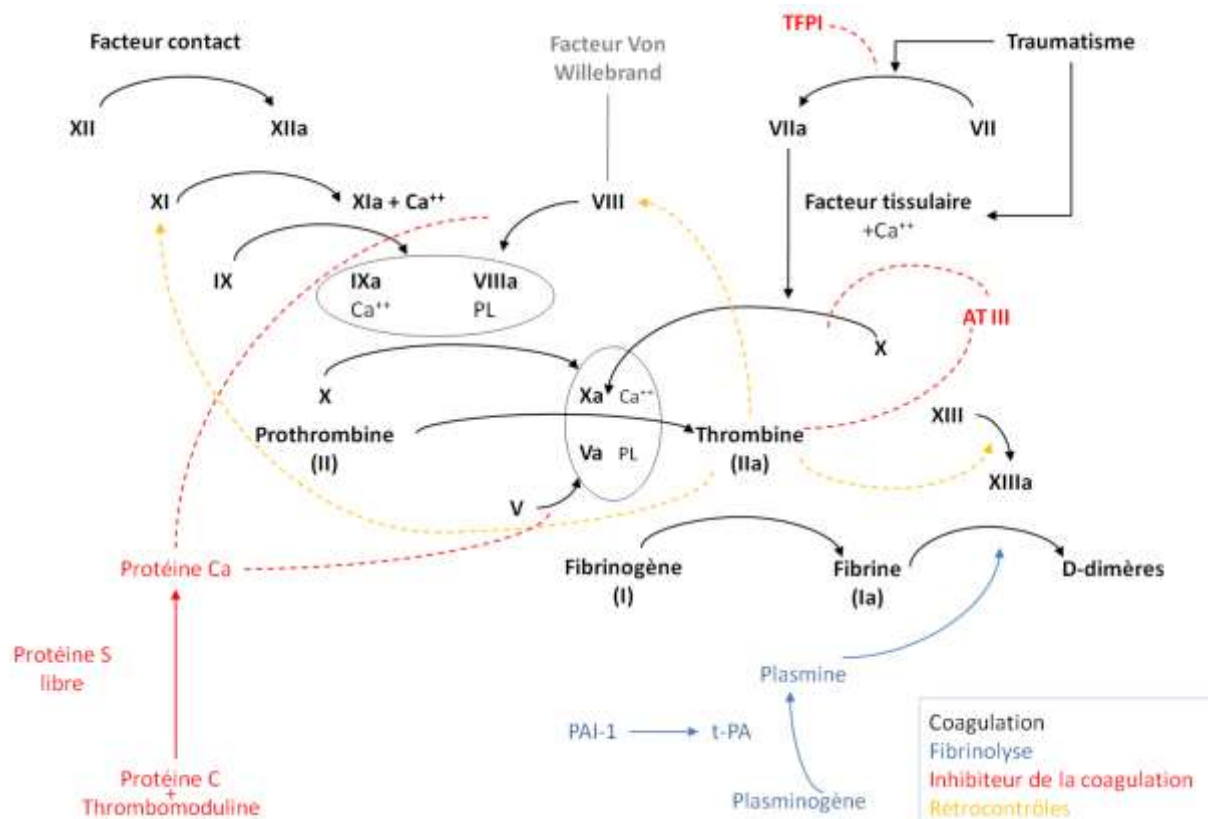 TFPI
Facteur contact
Facteur Von
Willebrand
Traumatisme
XII
XIIa
VIIa
VII
XI
XIa + Ca⁺⁺
VIII
Facteur tissulaire
+Ca⁺⁺
IX
IXa
VIIIa
Ca⁺⁺
PL
AT III
X
X
Xa
Ca⁺⁺
XIII
Prothrombine
(II)
Thrombine
(IIa)
Va
PL
XIIIa
V
Protéine Ca
Fibrinogène
(I)
Fibrine
(Ia)
D-dimères
Protéine S
libre
Plasmine
PAI-1
t-PA
Protéine C
+
Thrombomoduline
Plasminogène
Coagulation
Fibrinolyse
Inhibiteur de la coagulation
Rétrocontrôles